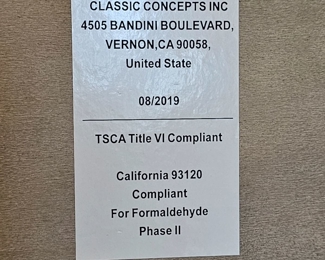 CLASSIC CONCEPTS INC
4505 BANDINI BOULEVARD,
VERNON,CA 90058,
United State
08/2019
TSCA Title VI Compliant
California 93120
Compliant
For Formaldehyde
Phase II